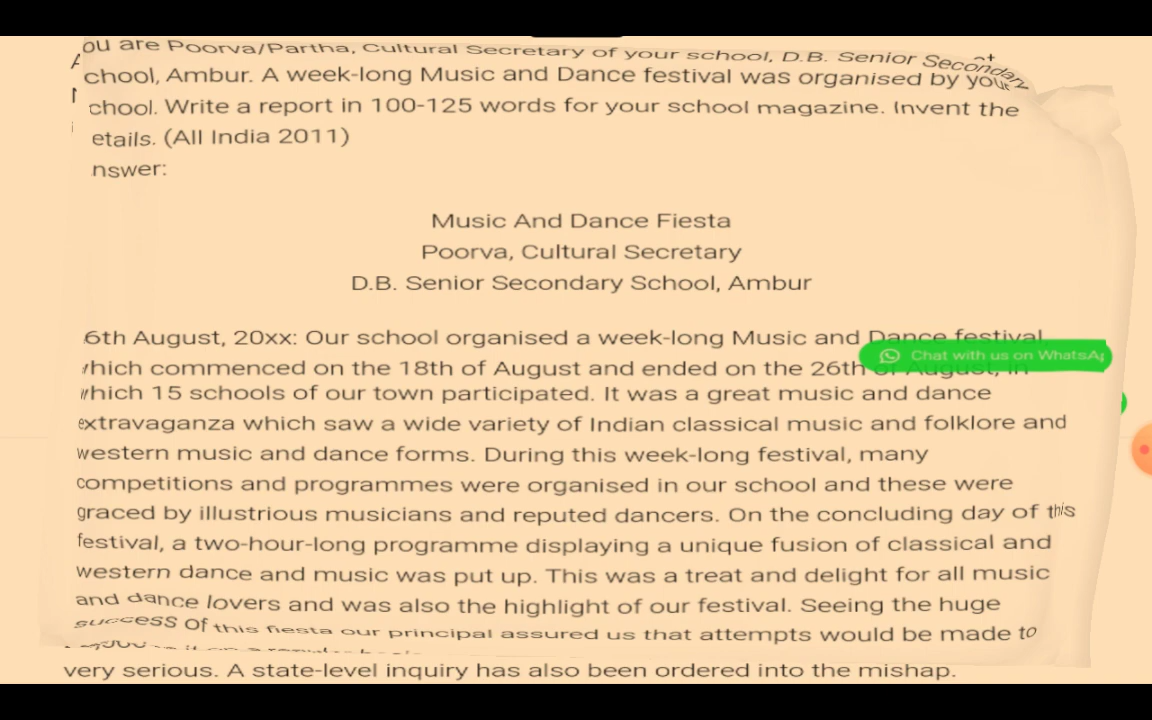 ou are Poorva/Partha, Cultural Secretary of your school, D.B. Senior Secondary
chool, Ambur. A week-long Music and Dance festival was organised by your
chool. Write a report in 100-125 words for your school magazine. Invent the
etails. (All India 2011)
nswer:
Music And Dance Fiesta
Poorva, Cultural Secretary
D.B. Senior Secondary School, Ambur
6th August, 20xx: Our school organised a week-long Music and Dance festival
which commenced on the 18th of August and ended on the 26th of August, in
Chat with us on WhatsAp
which 15 schools of our town participated. It was a great music and dance
extravaganza which saw a wide variety of Indian classical music and folklore and
western music and dance forms. During this week-long festival, many
competitions and programmes were organised in our school and these were
graced by illustrious musicians and reputed dancers. On the concluding day of this
festival, a two-hour-long programme displaying a unique fusion of classical and
western dance and music was put up. This was a treat and delight for all music
and dance lovers and was also the highlight of our festival. Seeing the huge
success of this fiesta our principal assured us that attempts would be made to
very serious. A state-level inquiry has also been ordered into the mishap.